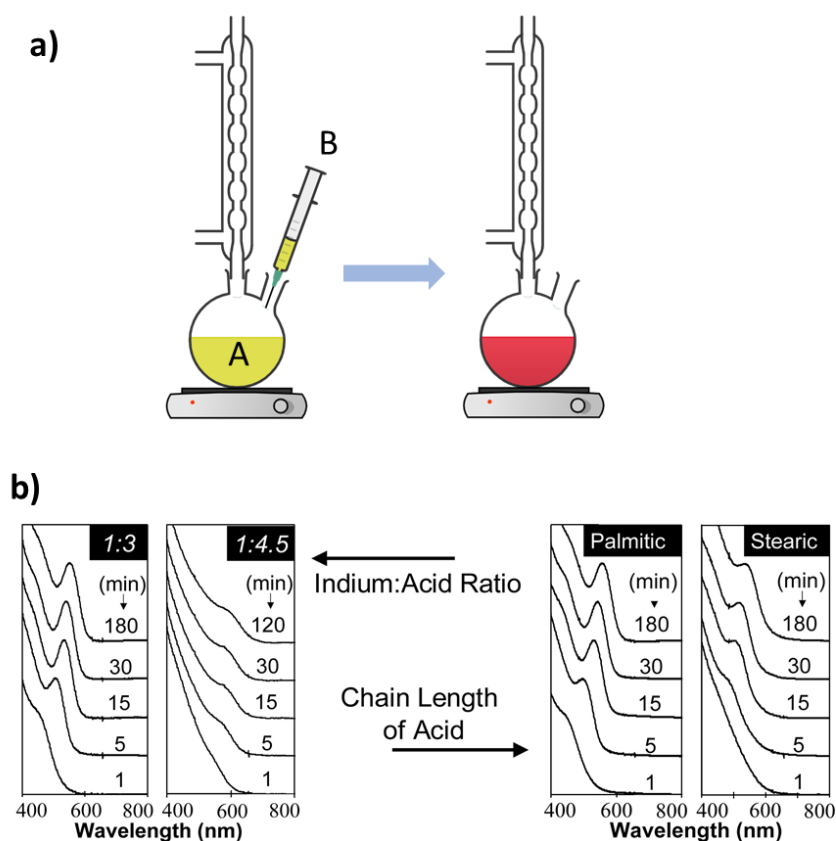 a)
B
A
b)
1:3
(min)
180
30
15
5
1
400 600 800
1:4.5
(min)
120
30
15
5
1
400 600 800
Wavelength (nm)
Indium:Acid Ratio
Chain Length
of Acid
Palmitic
(min)
180
30
15
5
1
400 600 800
Stearic
(min)
180
30
15
5
1
400 600 800
Wavelength (nm)